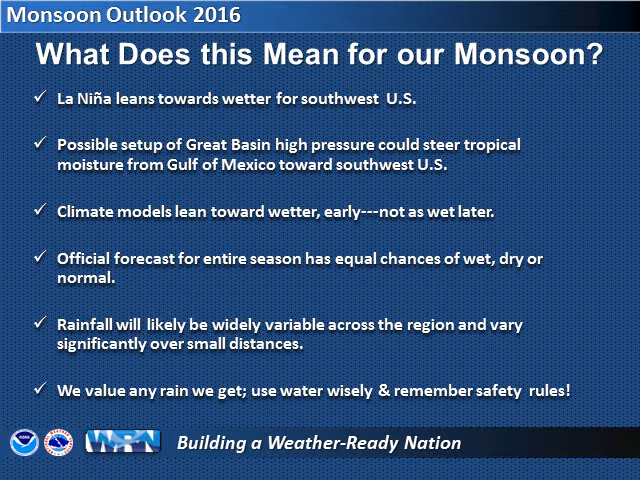 Monsoon Outlook 2016
What Does this Mean for our Monsoon?
✓ La Niña leans towards wetter for southwest U.S.
✓ Possible setup of Great Basin high pressure could steer tropical
moisture from Gulf of Mexico toward southwest U.S.
✓ Climate models lean toward wetter, early---not as wet later.
✓ Official forecast for entire season has equal chances of wet, dry or
normal.
✓ Rainfall will likely be widely variable across the region and vary
significantly over small distances.
✓ We value any rain we get; use water wisely & remember safety rules!
WRN
Building a Weather-Ready Nation